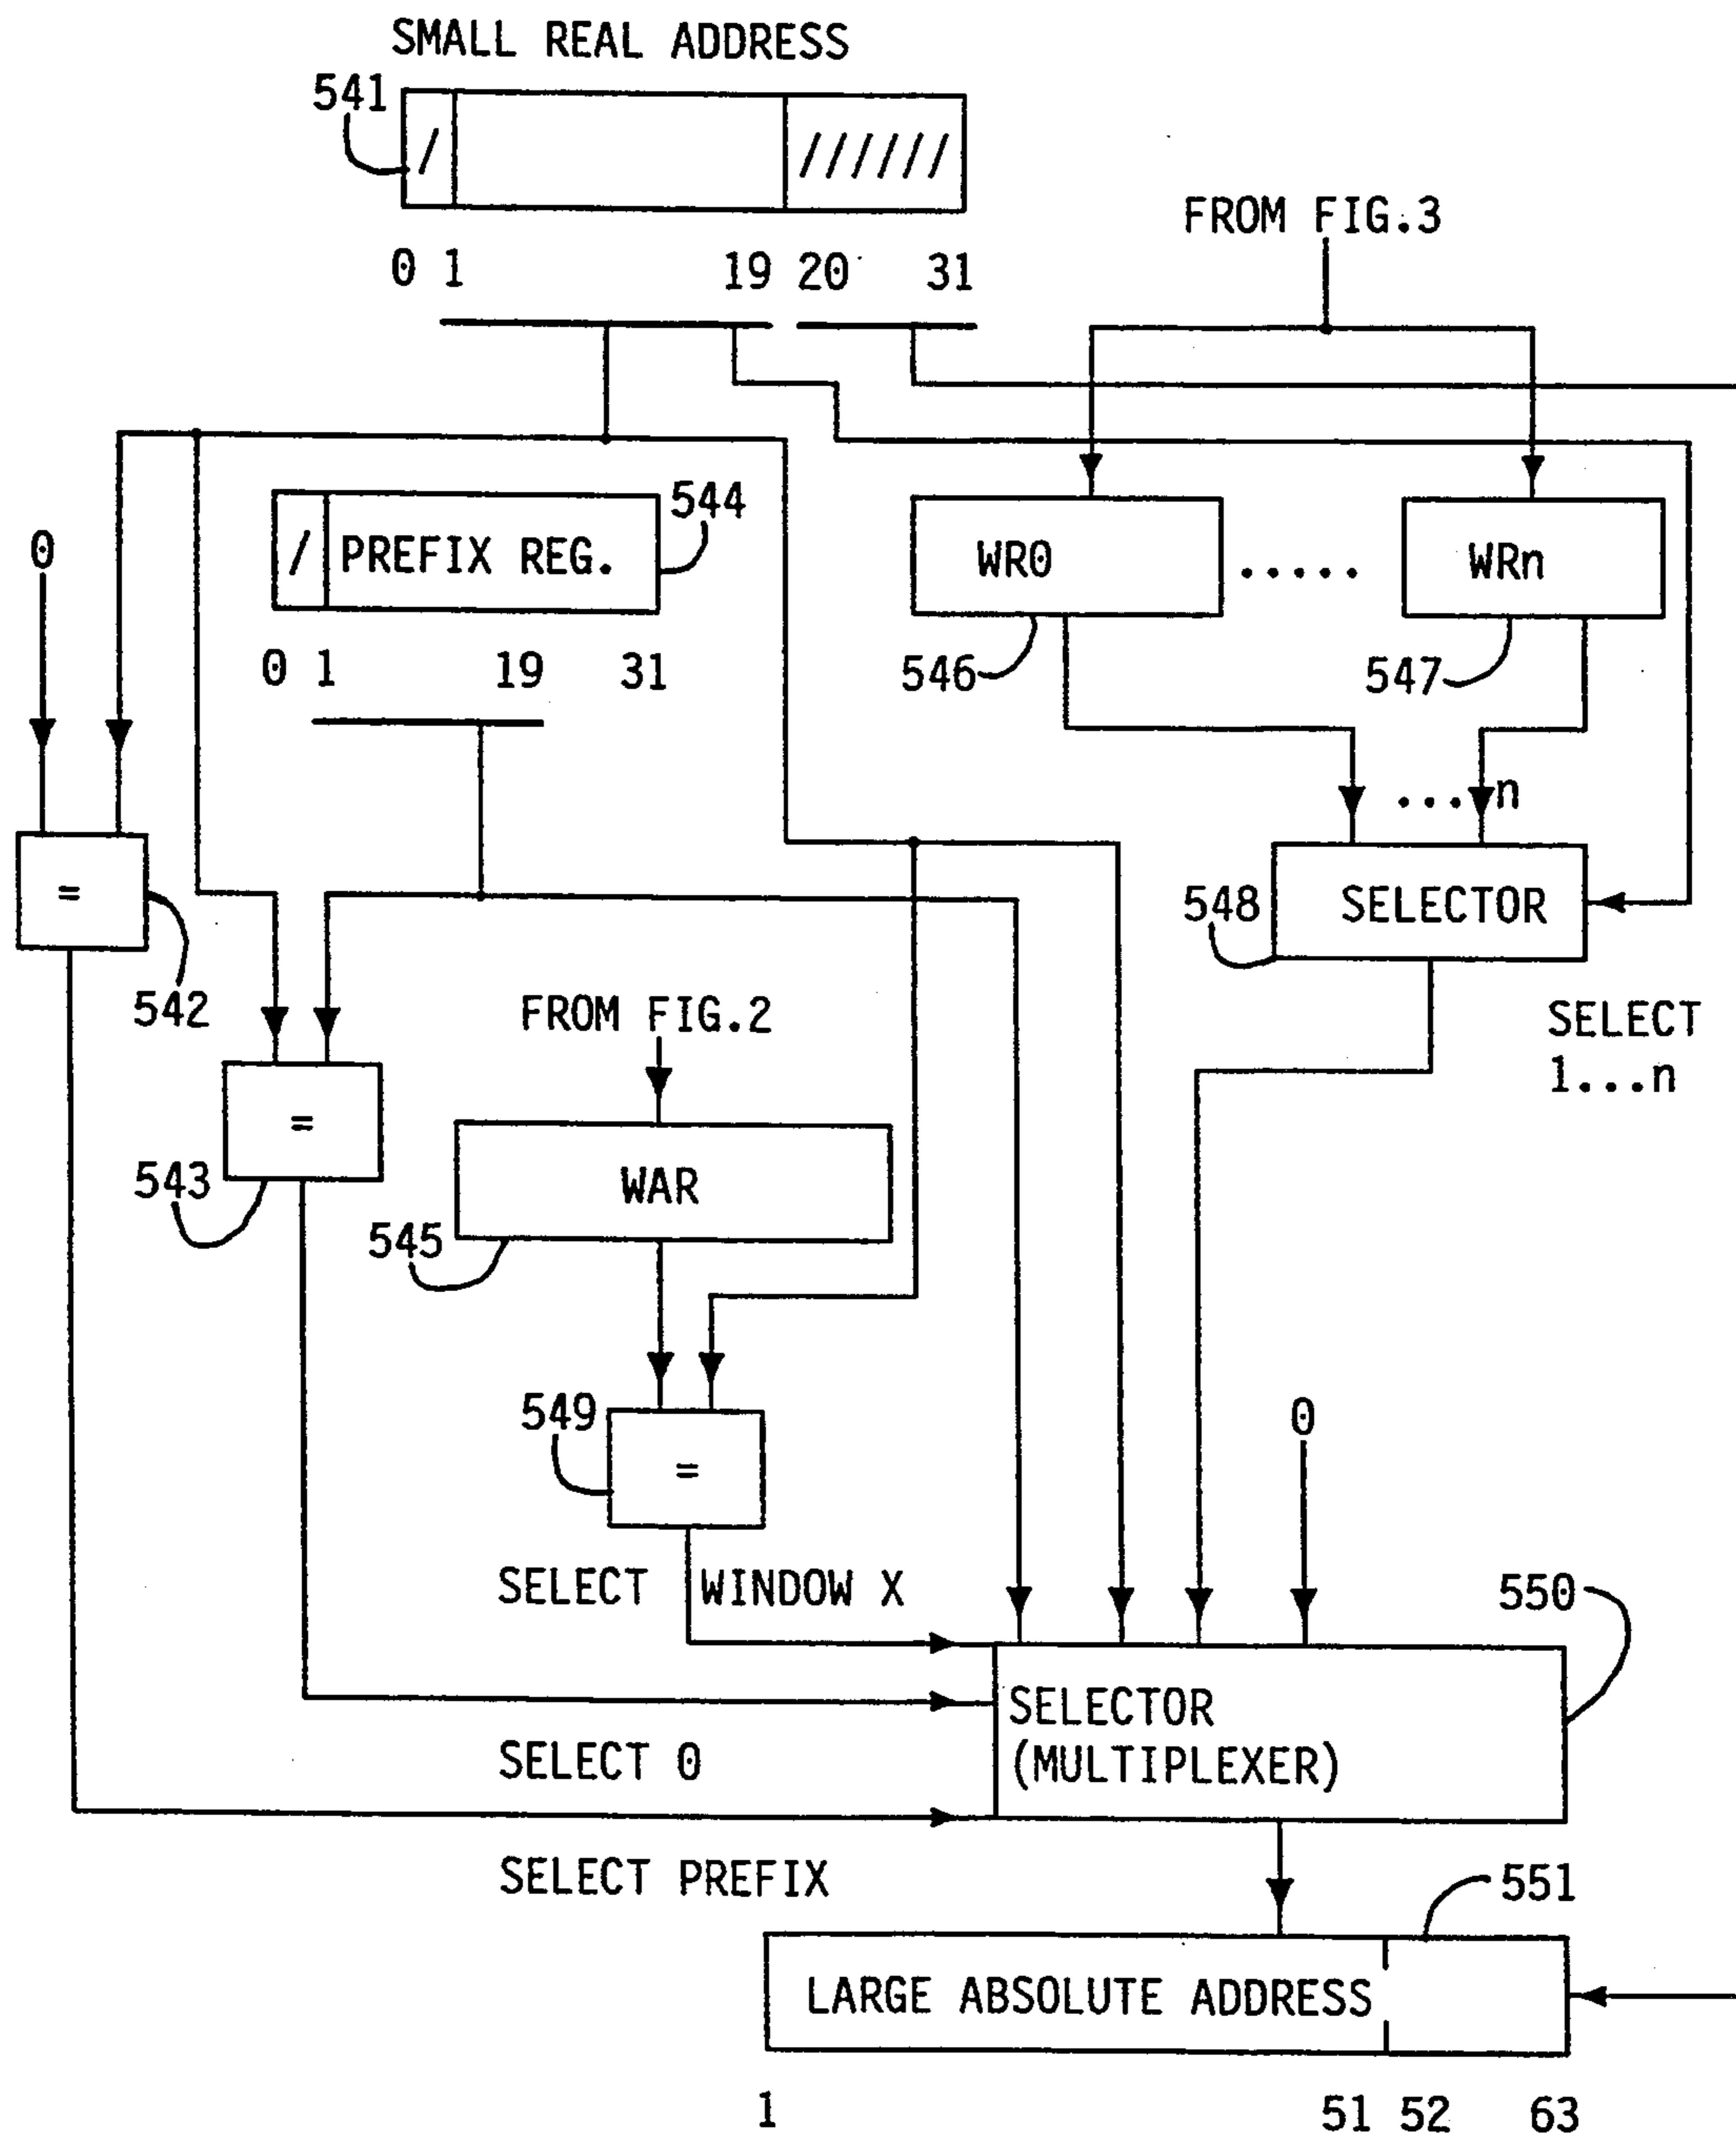 SMALL REAL ADDRESS
541
/ //////
FROM FIG.3
0 1 19 20 31
544
0
/ PREFIX REG.
WR0 ..... WRn
0 1 19 31
546
547
... n
=
548
SELECTOR
542
FROM FIG.2
SELECT
1...n
=
543
WAR
545
549
0
=
SELECT WINDOW X
550
SELECTOR
(MULTIPLEXER)
SELECT 0
SELECT PREFIX
551
LARGE ABSOLUTE ADDRESS
1 51 52 63